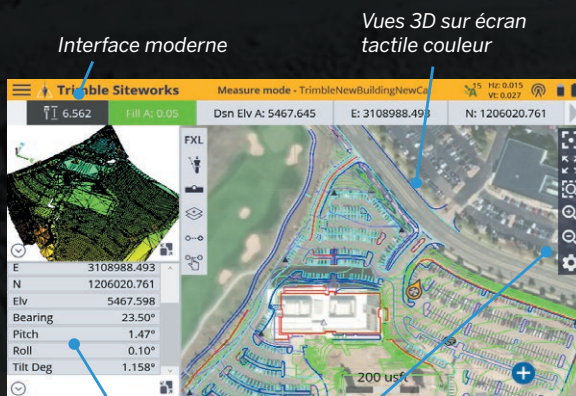 Vues 3D sur écran
tactile couleur
Interface moderne
Trimble Siteworks
Measure mode - TrimbleNewBuildingNewCa
15
Hz: 0.015
Vt: 0.027
6.562
Fill A: 0.05
Dsn Elv A: 5467.645
E: 3108988.493
N: 1206020.761
FXL
E 3108988.493
N 1206020.761
Elv 5467.598
Bearing 23.50°
Pitch 1.47°
Roll 0.10°
Tilt Deg 1.158°
200 usft